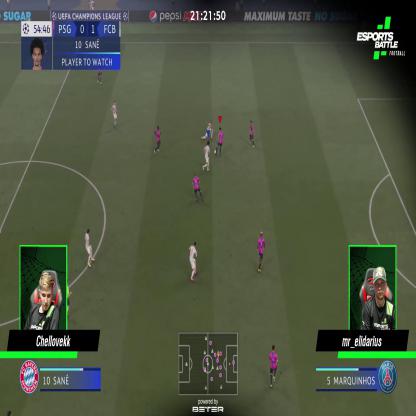 SUGAR
UEFA CHAMPIONS LEAGUE
pepsi
21:21:50
MAXIMUM TASTE NO SUGAR
54:46 PSG 0 1 FCB
10 SANÉ
PLAYER TO WATCH
ESPORTS
BATTLE
FOOTBALL
Chellovekk
mr_elidarius
10 SANÉ
5 MARQUINHOS
powered by
BETER